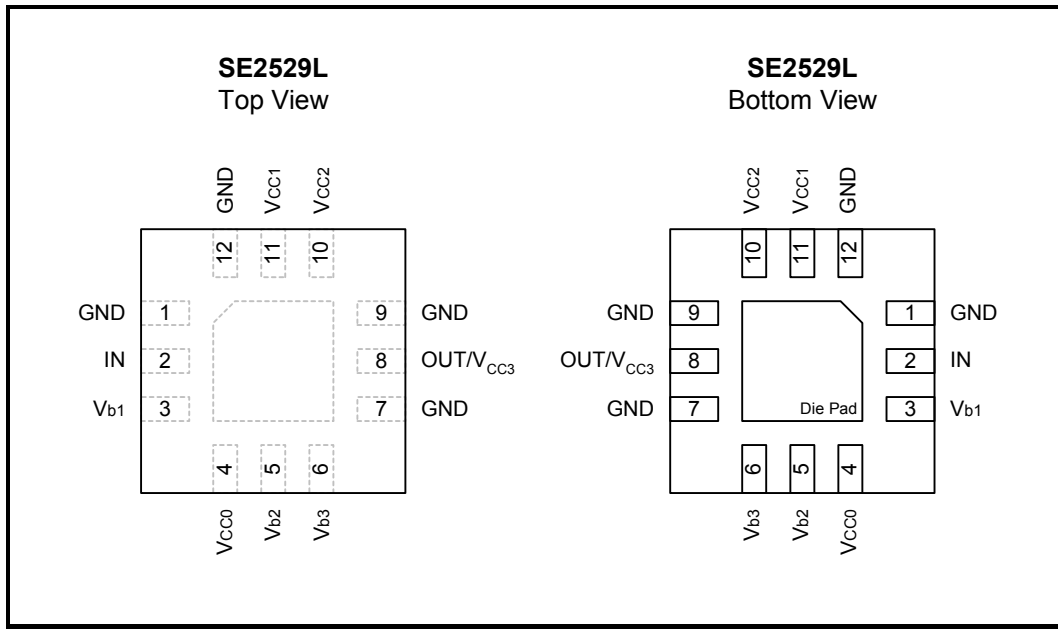 SE2529L
Top View
GND
VCC1
VCC2
12
11
10
GND 1
9 GND
IN 2
8 OUT/VCC3
Vb1 3
7 GND
4
5
6
VCC0
Vb2
Vb3
SE2529L
Bottom View
VCC2
VCC1
GND
10
11
12
GND 9
1 GND
OUT/VCC3 8
2 IN
GND 7
Die Pad
3 Vb1
6
5
4
Vb3
Vb2
VCC0